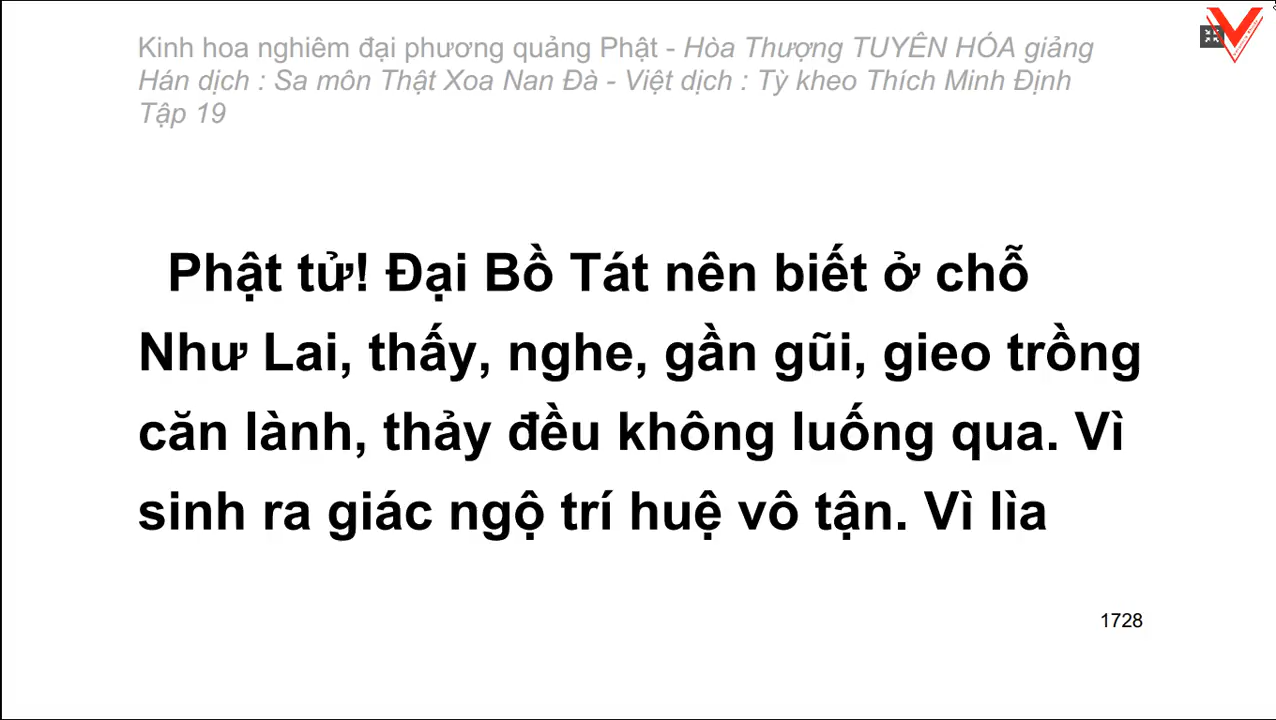 Kinh hoa nghiêm đại phương quảng Phật - Hòa Thượng TUYÊN HÓA giảng
Hán dịch : Sa môn Thật Xoa Nan Đà - Việt dịch : Tỳ kheo Thích Minh Định
Tập 19
Phật tử! Đại Bồ Tát nên biết ở chỗ
Như Lai, thấy, nghe, gần gũi, gieo trồng
căn lành, thảy đều không luống qua. Vì
sinh ra giác ngộ trí huệ vô tận. Vì lìa
1728